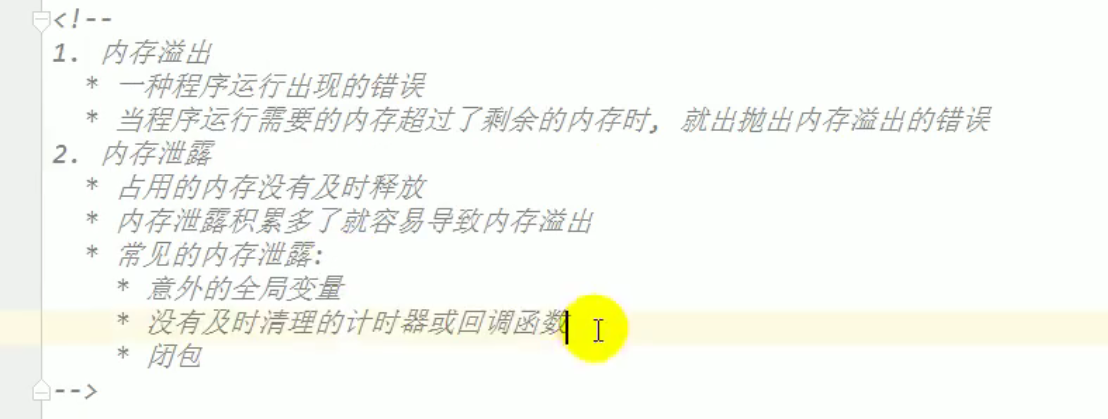 <!--
1. 内存溢出
* 一种程序运行出现的错误
* 当程序运行需要的内存超过了剩余的内存时, 就出抛出内存溢出的错误
2. 内存泄露
* 占用的内存没有及时释放
* 内存泄露积累多了就容易导致内存溢出
* 常见的内存泄露:
* 意外的全局变量
* 没有及时清理的计时器或回调函数
* 闭包
-->